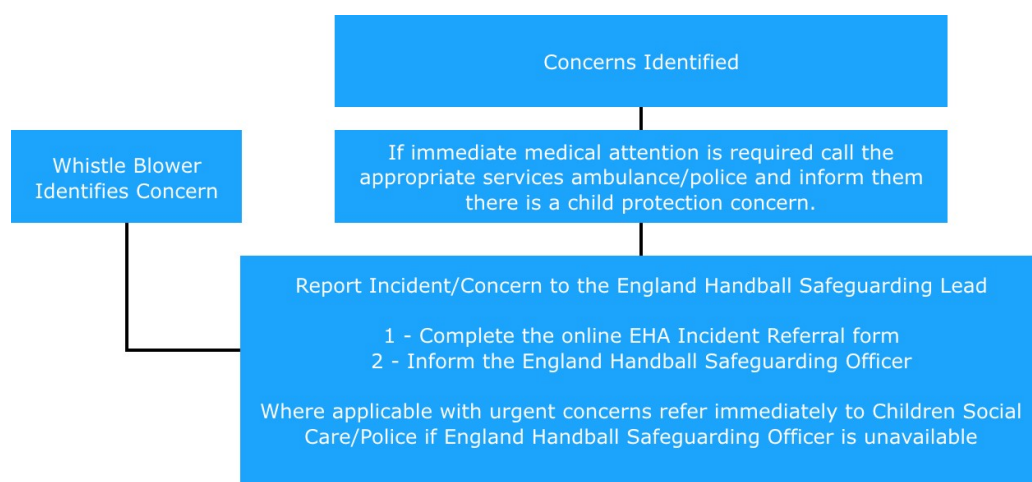 Concerns Identified
Whistle Blower
Identifies Concern
If immediate medical attention is required call the
appropriate services ambulance/police and inform them
there is a child protection concern.
Report Incident/Concern to the England Handball Safeguarding Lead
1 - Complete the online EHA Incident Referral form
2 - Inform the England Handball Safeguarding Officer
Where applicable with urgent concerns refer immediately to Children Social
Care/Police if England Handball Safeguarding Officer is unavailable